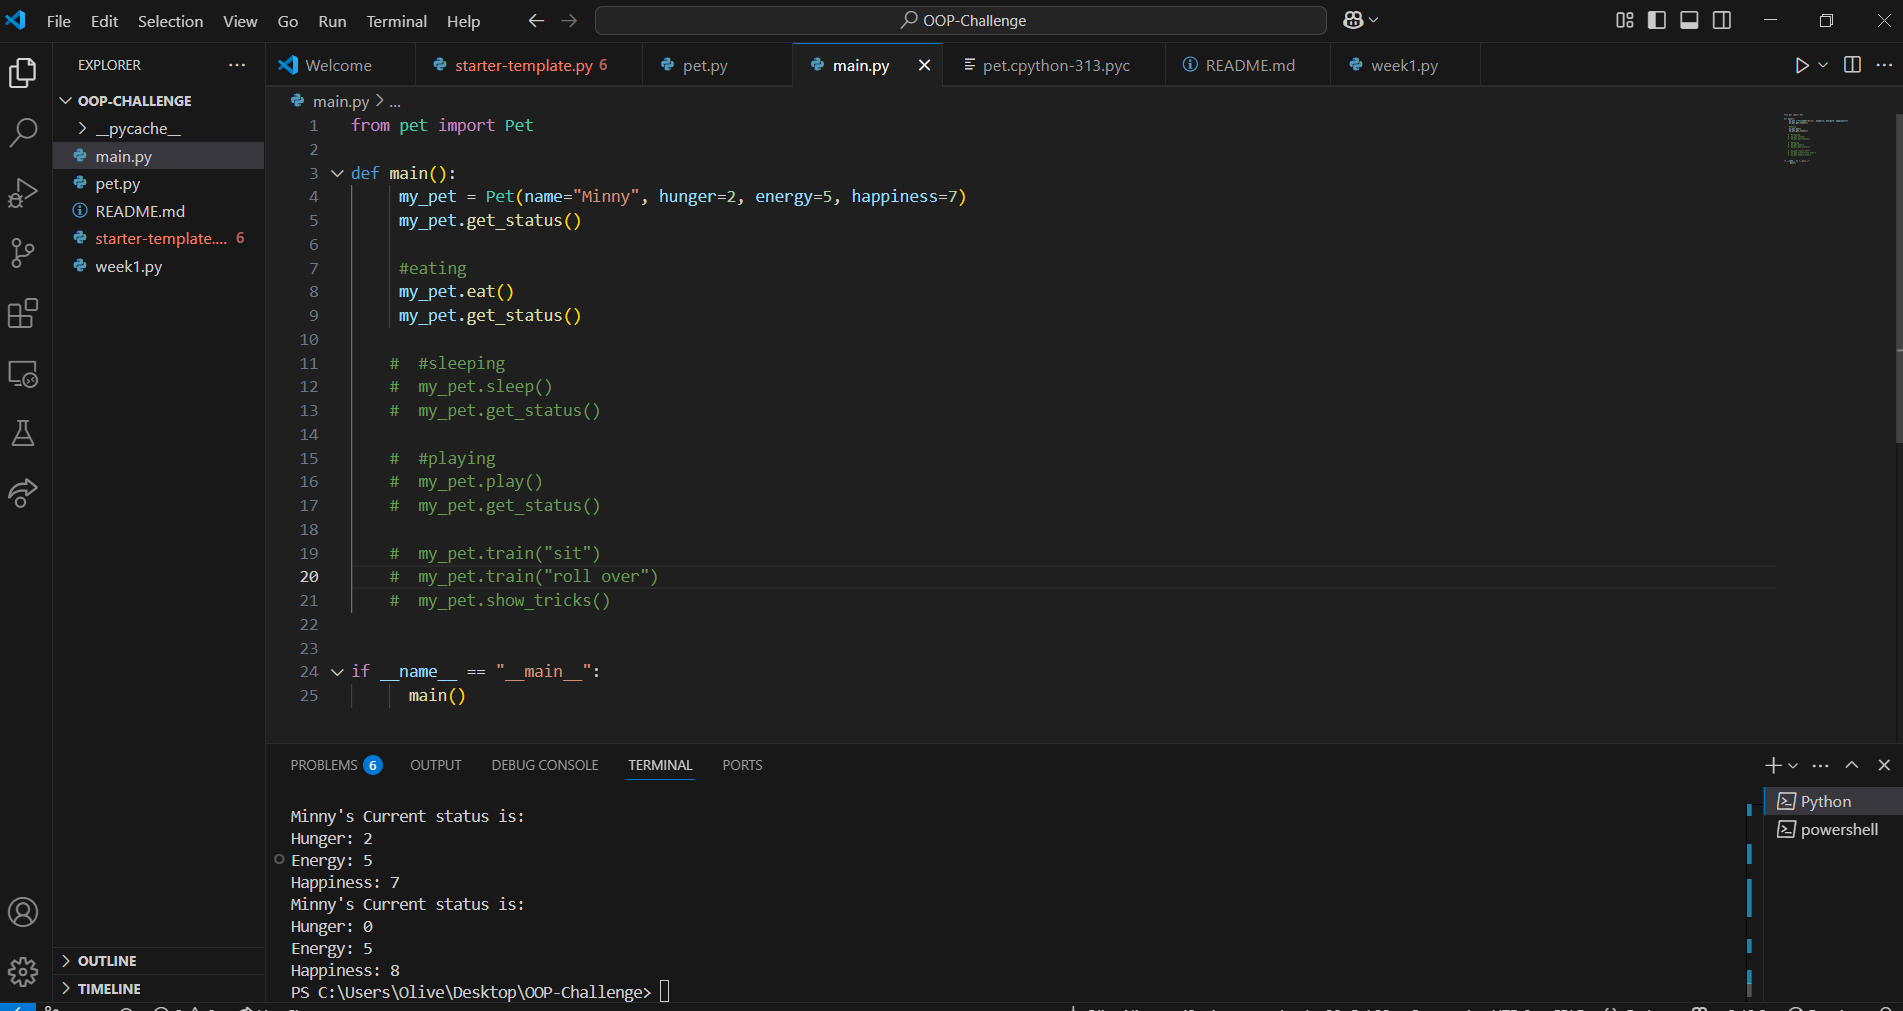 File Edit Selection View Go Run Terminal Help
OOP-Challenge
EXPLORER
Welcome
starter-template.py 6
pet.py
main.py
pet.cpython-313.pyc
README.md
week1.py
OOP-CHALLENGE
__pycache__
main.py
pet.py
README.md
starter-template.... 6
week1.py
OUTLINE
TIMELINE
main.py > ...
1 from pet import Pet
2
3 def main():
4 my_pet = Pet(name="Minny", hunger=2, energy=5, happiness=7)
5 my_pet.get_status()
6
7 #eating
8 my_pet.eat()
9 my_pet.get_status()
10
11 # #sleeping
12 # my_pet.sleep()
13 # my_pet.get_status()
14
15 # #playing
16 # my_pet.play()
17 # my_pet.get_status()
18
19 # my_pet.train("sit")
20 # my_pet.train("roll over")
21 # my_pet.show_tricks()
22
23
24 if __name__ == "__main__":
25 main()
PROBLEMS 6 OUTPUT DEBUG CONSOLE TERMINAL PORTS
Minny's Current status is:
Hunger: 2
Energy: 5
Happiness: 7
Minny's Current status is:
Hunger: 0
Energy: 5
Happiness: 8
PS C:\Users\Olive\Desktop\OOP-Challenge>
Python
powershell